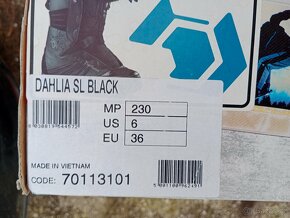 DAHLIA SL BLACK
MP 230
US 6
EU 36
MADE IN VIETNAM
CODE: 70113101